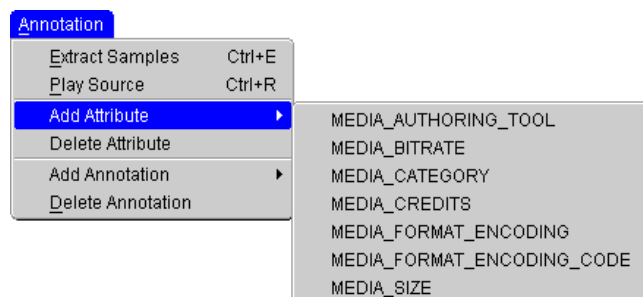 Annotation
Extract Samples Ctrl+E
Play Source Ctrl+R
Add Attribute
Delete Attribute
Add Annotation
Delete Annotation
MEDIA_AUTHORING_TOOL
MEDIA_BITRATE
MEDIA_CATEGORY
MEDIA_CREDITS
MEDIA_FORMAT_ENCODING
MEDIA_FORMAT_ENCODING_CODE
MEDIA_SIZE